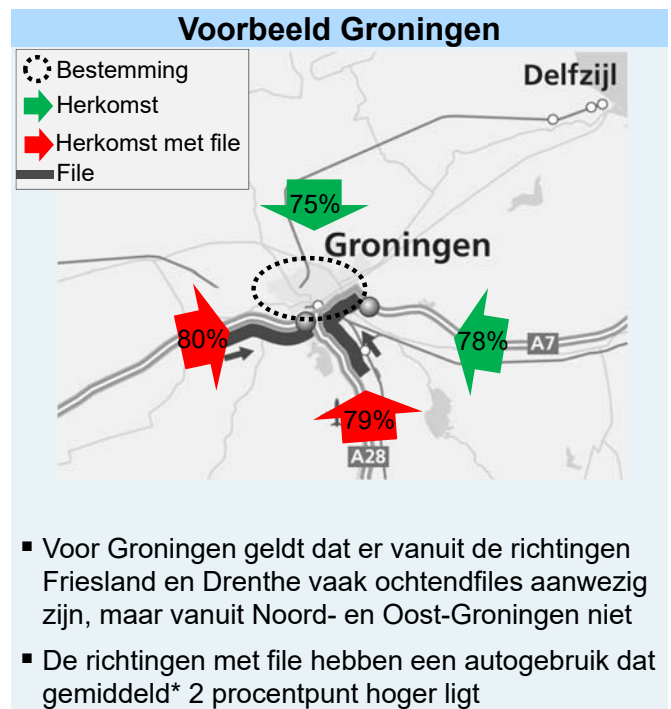 Voorbeeld Groningen
Bestemming
Herkomst
Herkomst met file
File
Delfzijl
75%
Groningen
80%
78%
A7
79%
A28
▪ Voor Groningen geldt dat er vanuit de richtingen
Friesland en Drenthe vaak ochtendfiles aanwezig
zijn, maar vanuit Noord- en Oost-Groningen niet
▪ De richtingen met file hebben een autogebruik dat
gemiddeld* 2 procentpunt hoger ligt